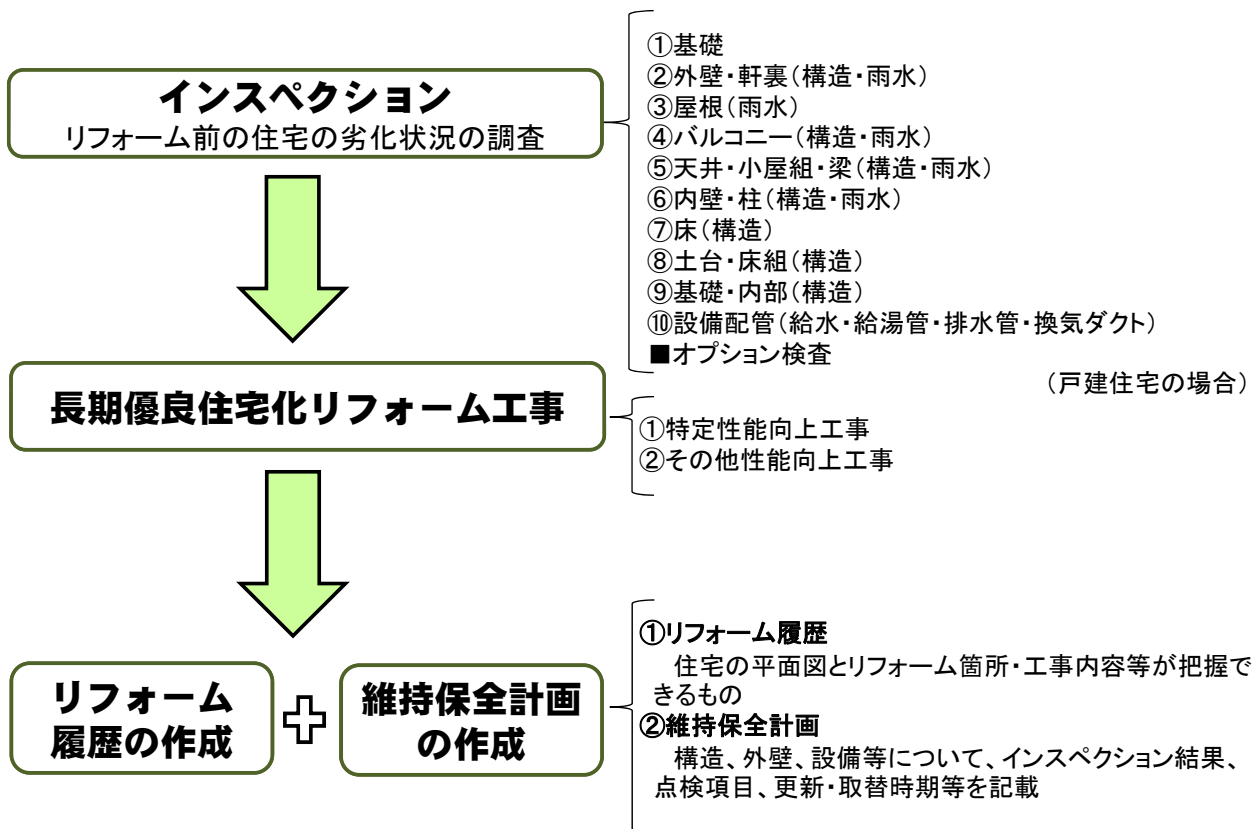 インスペクション
リフォーム前の住宅の劣化状況の調査
①基礎
②外壁・軒裏(構造・雨水)
③屋根(雨水)
④バルコニー(構造・雨水)
⑤天井・小屋組・梁(構造・雨水)
⑥内壁・柱(構造・雨水)
⑦床(構造)
⑧土台・床組(構造)
⑨基礎・内部(構造)
⑩設備配管(給水・給湯管・排水管・換気ダクト)
■オプション検査
(戸建住宅の場合)
長期優良住宅化リフォーム工事
①特定性能向上工事
②その他性能向上工事
リフォーム
履歴の作成
維持保全計画
の作成
①リフォーム履歴
住宅の平面図とリフォーム箇所・工事内容等が把握で
きるもの
②維持保全計画
構造、外壁、設備等について、インスペクション結果、
点検項目、更新・取替時期等を記載